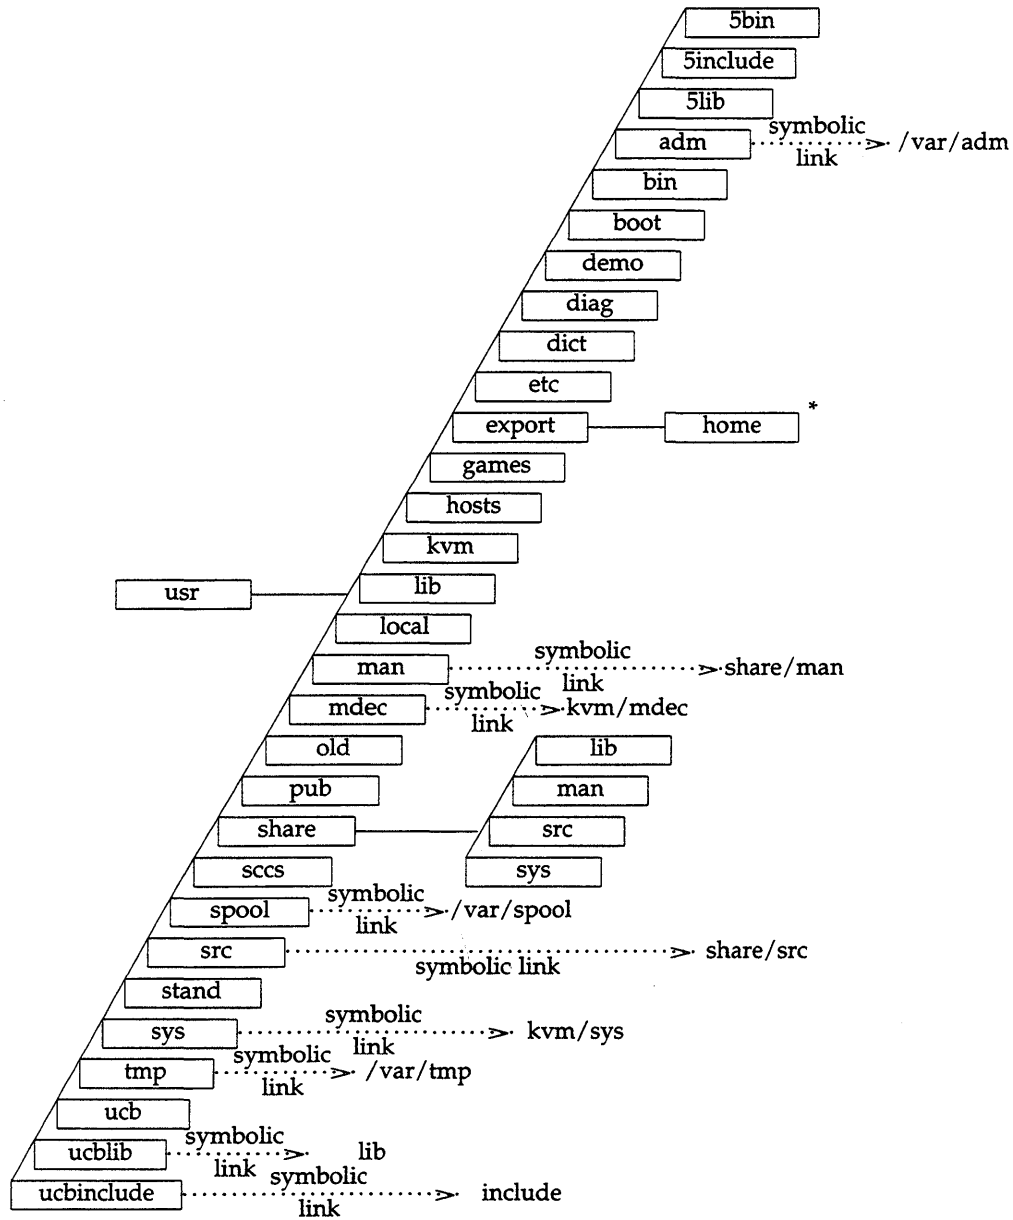 5bin
5include
5lib
symbolic
adm
/var/adm
link
bin
boot
demo
diag
dict
etc
*
export
home
games
hosts
kvm
lib
usr
local
symbolic
man
share/man
link
symbolic
mdec
kvm/mdec
link
old
lib
pub
man
share
src
sccs
sys
symbolic
spool
/var/spool
link
src
share/src
symbolic link
stand
symbolic
sys
kvm/sys
link
symbolic
tmp
/var/tmp
link
ucb
symbolic
ucblib
lib
link
symbolic
ucbinclude
include
link